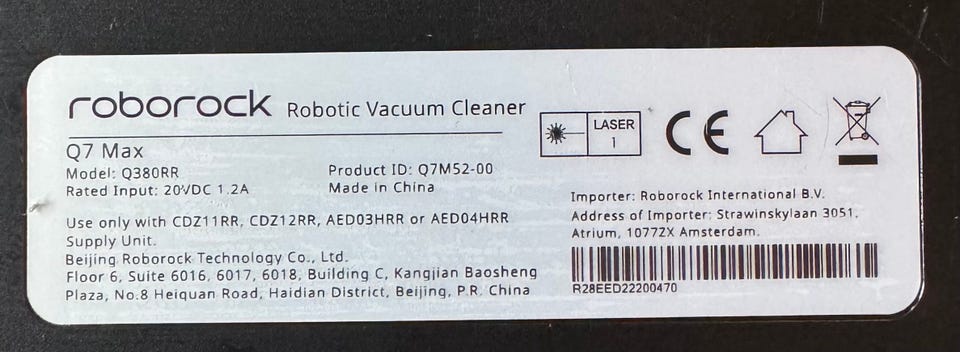 roborock Robotic Vacuum Cleaner
Q7 Max
Model: Q380RR
Product ID: Q7M52-00
Rated Input: 20VDC 1.2A
Made in China
Use only with CDZ11RR, CDZ12RR, AED03HRR or AED04HRR
Supply Unit.
Beijing Roborock Technology Co., Ltd.
Floor 6, Suite 6016, 6017, 6018, Building C, Kangjian Baosheng
Plaza, No.8 Heiquan Road, Haidian District, Beijing, P.R. China
LASER
1
CE
Importer: Roborock International B.V.
Address of Importer: Strawinskylaan 3051,
Atrium, 1077ZX Amsterdam.
R28EED22200470